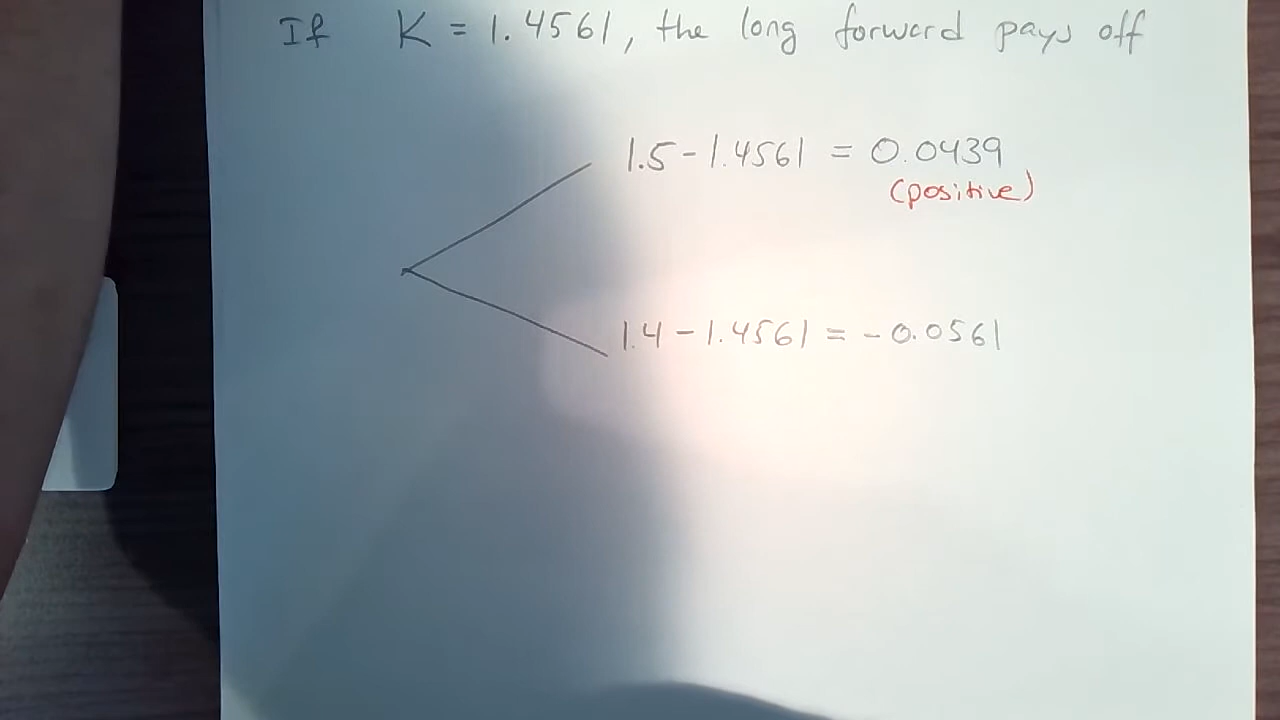 If K = 1.4561, the long forward pays off
1.5 - 1.4561 = 0.0439
(positive)
1.4 - 1.4561 = -0.0561